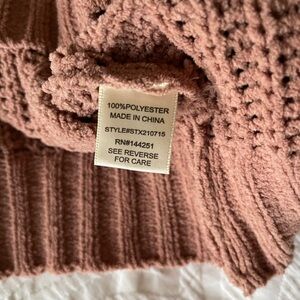 100%POLYESTER
MADE IN CHINA
STYLE#STX210715
RN#144251
SEE REVERSE
FOR CARE